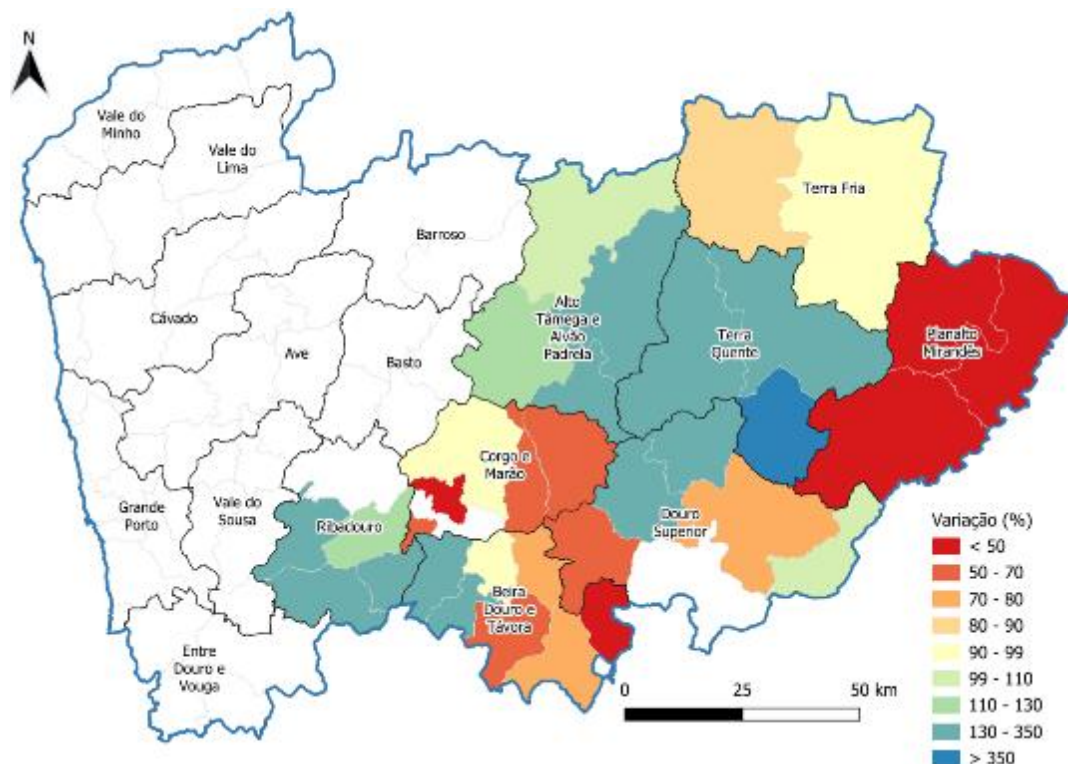 N
Vale do
Minho
Vale do
Lima
Barroso
Terra Fria
Cávado
Alto
Tâmega e
Alvão
Padrela
Terra
Quente
Planalto
Mirandês
Ave
Basto
Corgo e
Marão
Grande
Porto
Vale do
Sousa
Ribadouro
Douro
Superior
Beira
Douro e
Távora
Entre
Douro e
Vouga
0
25
50 km
Variação (%)
< 50
50 - 70
70 - 80
80 - 90
90 - 99
99 - 110
110 - 130
130 - 350
> 350